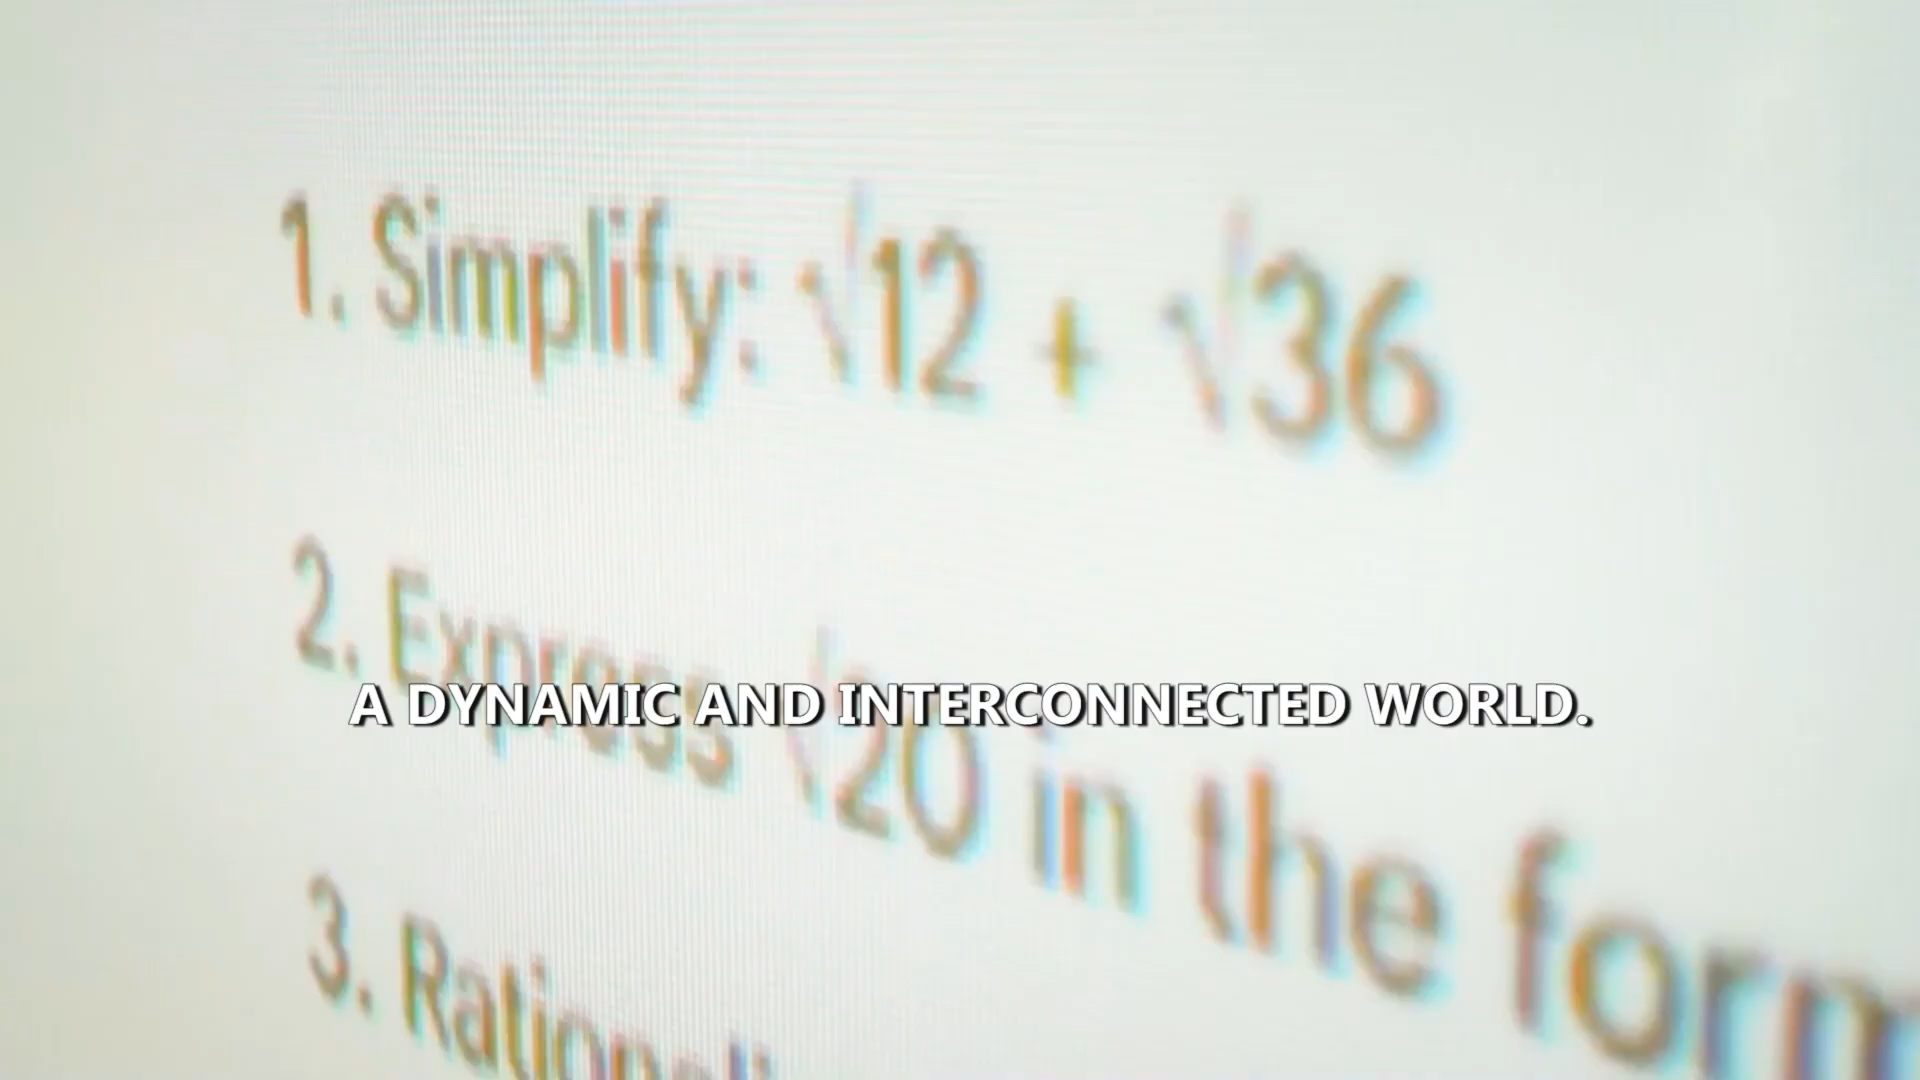 1. Simplify: √12 + √36
2. Express √20 in the form
A DYNAMIC AND INTERCONNECTED WORLD.
3.